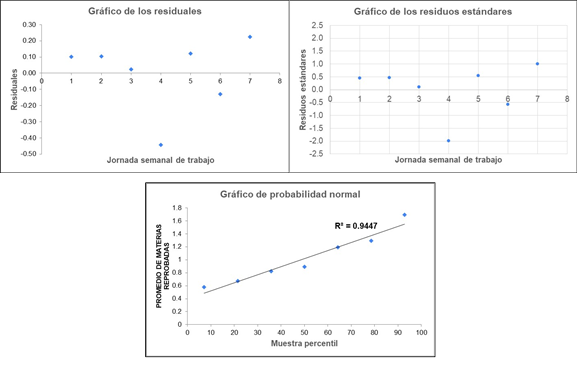 Gráfico de los residuales
Residuales
0.30
0.20
0.10
0.00
0.10
0.20
0.30
0.40
0.50
0 1 2 3 4 5 6 7 8
Jornada semanal de trabajo
Gráfico de los residuos estándares
Residuos estándares
2.5
2.0
1.5
1.0
0.5
0.0
-0.5
-1.0
-1.5
-2.0
-2.5
0 1 2 3 4 5 6 7 8
Jornada semanal de trabajo
Gráfico de probabilidad normal
R² = 0.9447
PROMEDIO DE MATERIAS
REPROBADAS
1.8
1.6
1.4
1.2
1
0.8
0.6
0.4
0.2
0
0 10 20 30 40 50 60 70 80 90 100
Muestra percentil